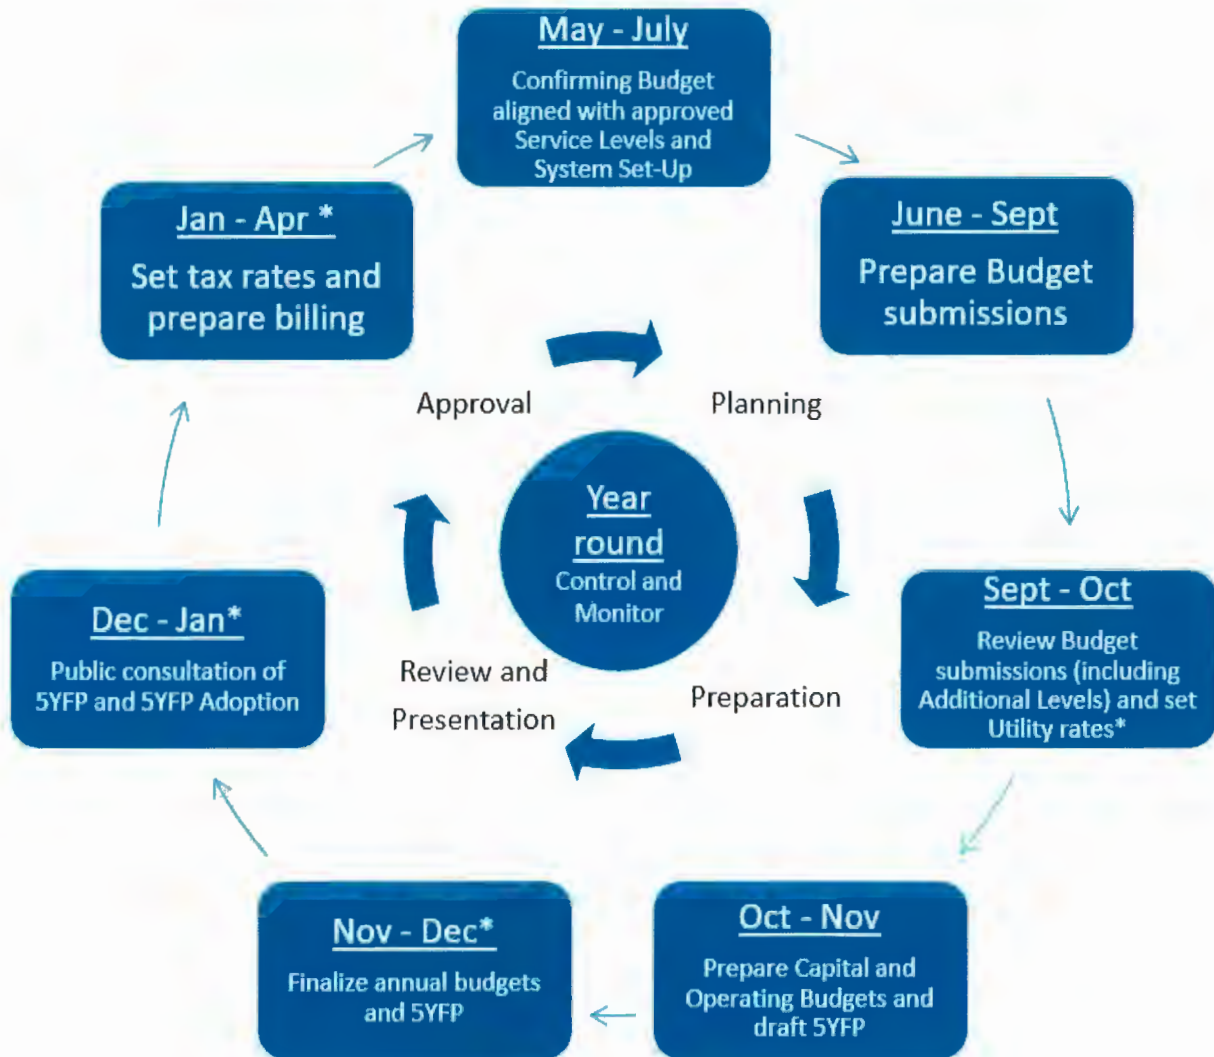 May - July
Confirming Budget
aligned with approved
Service Levels and
System Set-Up
June - Sept
Prepare Budget
submissions
Sept - Oct
Review Budget
submissions (including
Additional Levels) and set
Utility rates*
Oct - Nov
Prepare Capital and
Operating Budgets and
draft 5YFP
Nov - Dec*
Finalize annual budgets
and 5YFP
Dec - Jan*
Public consultation of
5YFP and 5YFP Adoption
Jan - Apr *
Set tax rates and
prepare billing
Approval
Planning
Preparation
Review and
Presentation
Year
round
Control and
Monitor